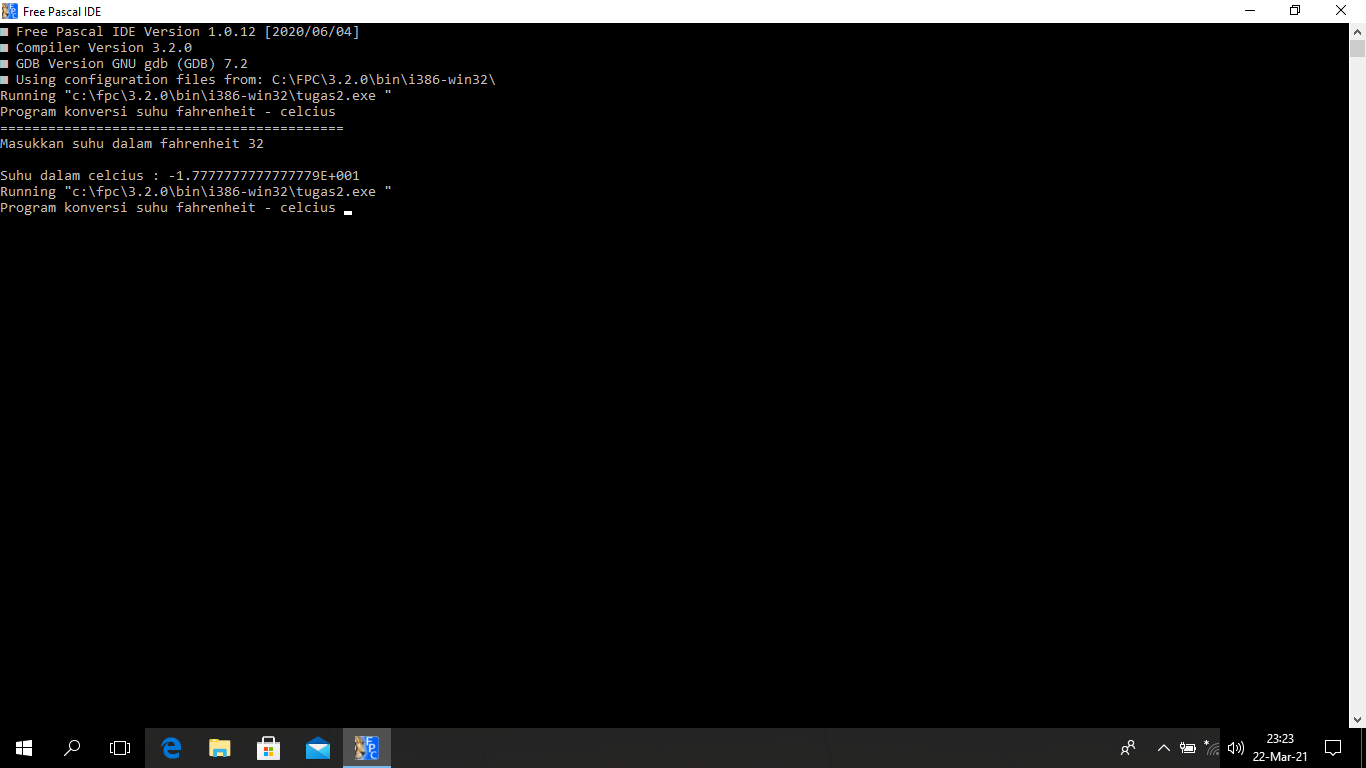 Free Pascal IDE
Free Pascal IDE Version 1.0.12 [2020/06/04]
Compiler Version 3.2.0
GDB Version GNU gdb (GDB) 7.2
Using configuration files from: C:\FPC\3.2.0\bin\i386-win32\
Running "c:\fpc\3.2.0\bin\i386-win32\tugas2.exe "
Program konversi suhu fahrenheit - celcius
===========================================
Masukkan suhu dalam fahrenheit 32
Suhu dalam celcius : -1.7777777777777779E+001
Running "c:\fpc\3.2.0\bin\i386-win32\tugas2.exe "
Program konversi suhu fahrenheit - celcius
23:23
22-Mar-21